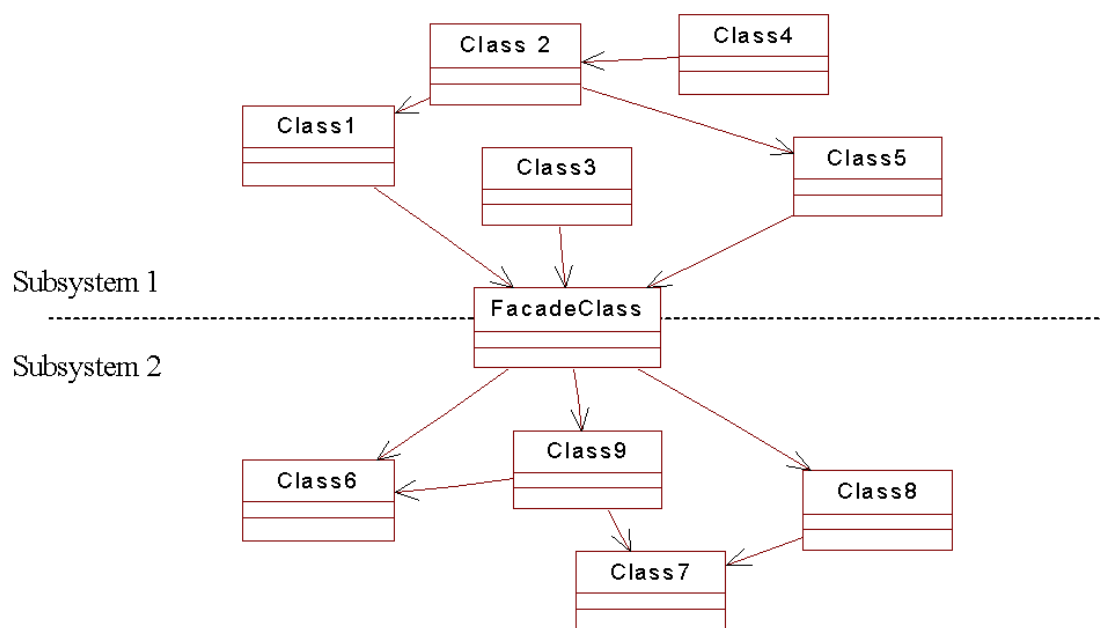 Class 2
Class4
Class1
Class3
Class5
Subsystem 1
FacadeClass
Subsystem 2
Class9
Class6
Class8
Class7